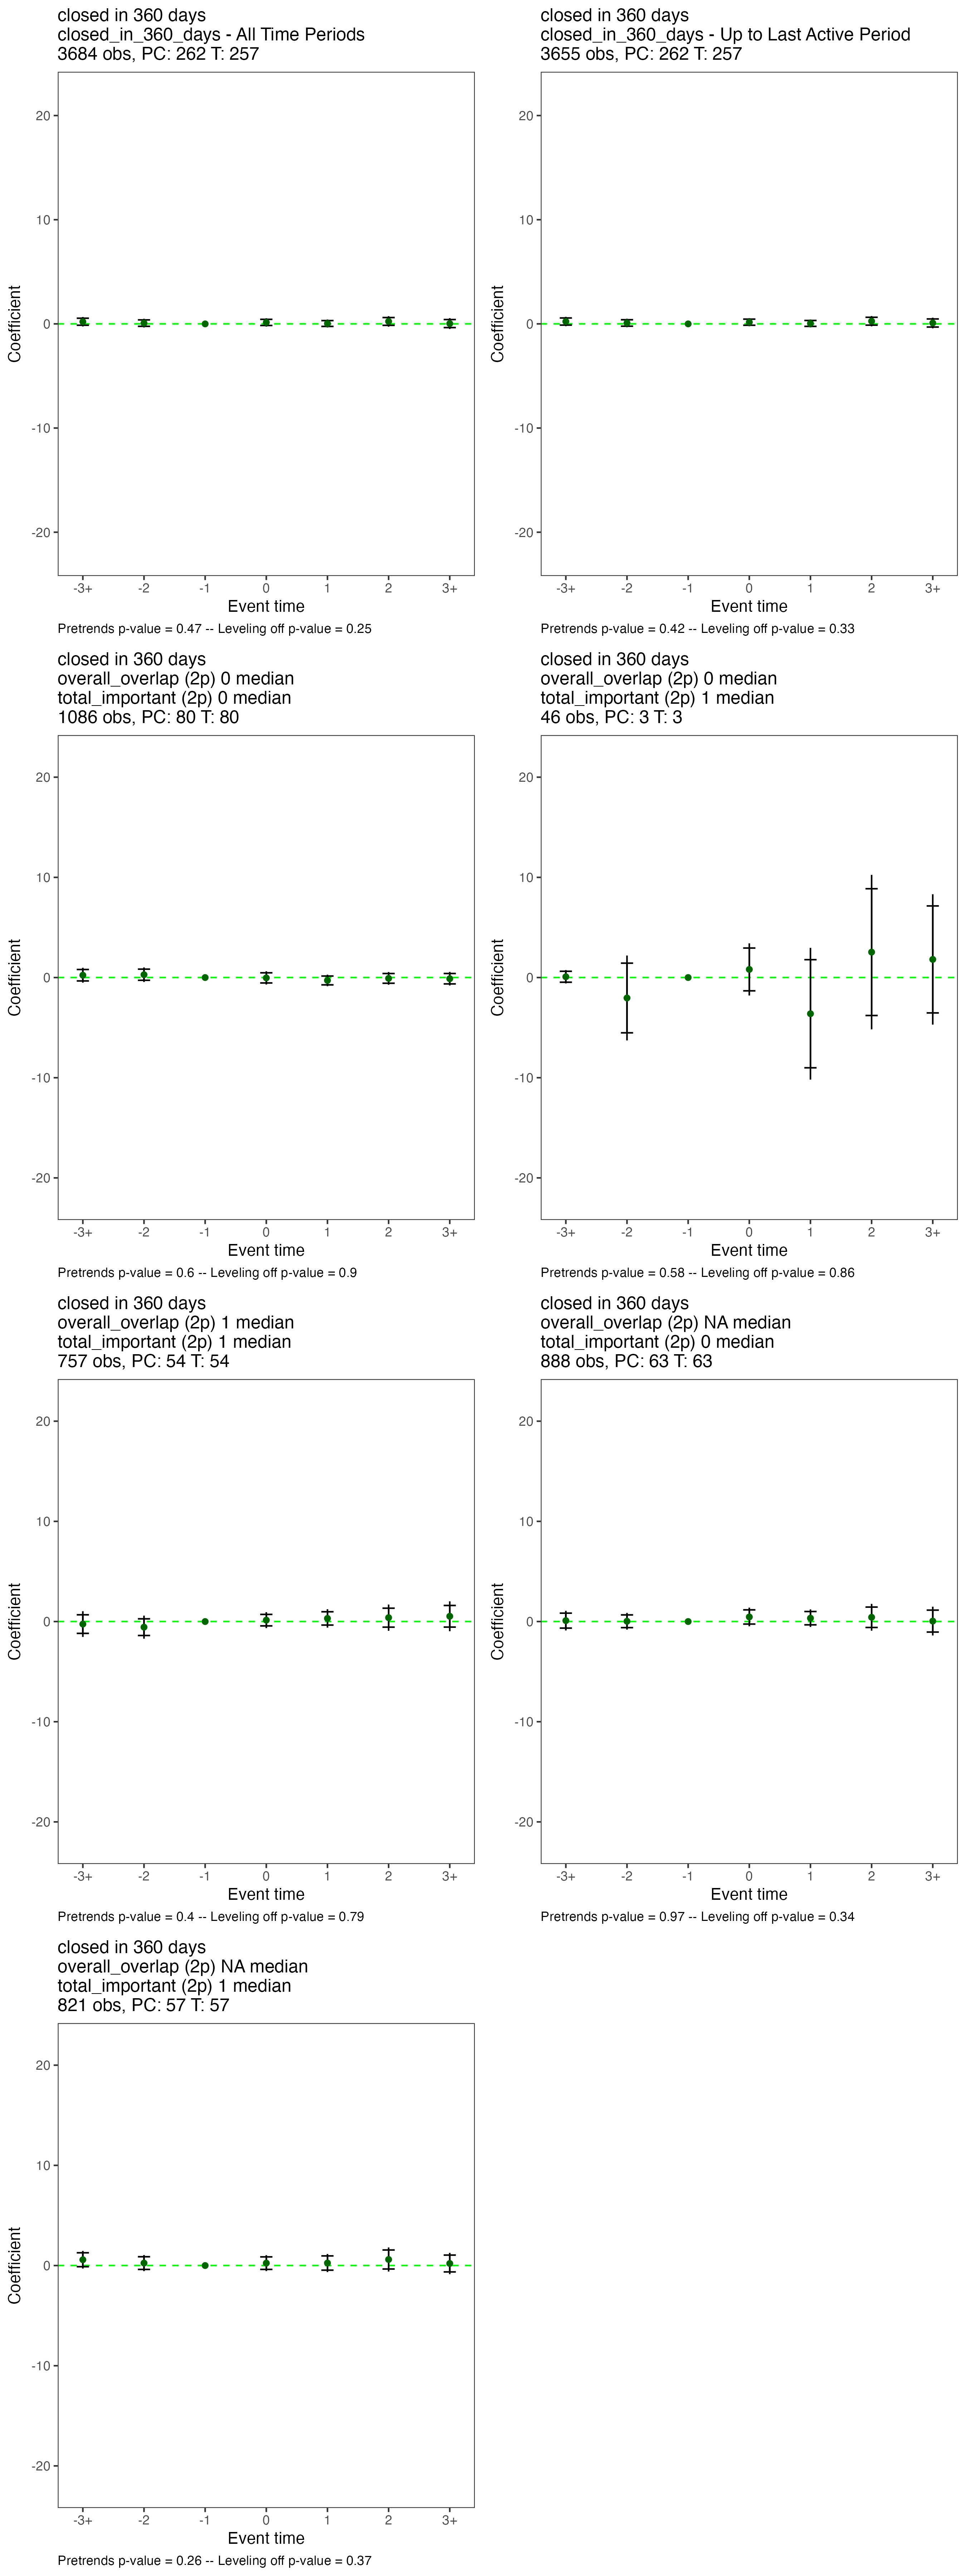 closed in 360 days
closed_in_360_days - All Time Periods
3684 obs, PC: 262 T: 257
20
10
0
-10
-20
Coefficient
-3+ -2 -1 0 1 2 3+
Event time
Pretrends p-value = 0.47 -- Leveling off p-value = 0.25
closed in 360 days
closed_in_360_days - Up to Last Active Period
3655 obs, PC: 262 T: 257
20
10
0
-10
-20
Coefficient
-3+ -2 -1 0 1 2 3+
Event time
Pretrends p-value = 0.42 -- Leveling off p-value = 0.33
closed in 360 days
overall_overlap (2p) 0 median
total_important (2p) 0 median
1086 obs, PC: 80 T: 80
20
10
0
-10
-20
Coefficient
-3+ -2 -1 0 1 2 3+
Event time
Pretrends p-value = 0.6 -- Leveling off p-value = 0.9
closed in 360 days
overall_overlap (2p) 0 median
total_important (2p) 1 median
46 obs, PC: 3 T: 3
20
10
0
-10
-20
Coefficient
-3+ -2 -1 0 1 2 3+
Event time
Pretrends p-value = 0.58 -- Leveling off p-value = 0.86
closed in 360 days
overall_overlap (2p) 1 median
total_important (2p) 1 median
757 obs, PC: 54 T: 54
20
10
0
-10
-20
Coefficient
-3+ -2 -1 0 1 2 3+
Event time
Pretrends p-value = 0.4 -- Leveling off p-value = 0.79
closed in 360 days
overall_overlap (2p) NA median
total_important (2p) 0 median
888 obs, PC: 63 T: 63
20
10
0
-10
-20
Coefficient
-3+ -2 -1 0 1 2 3+
Event time
Pretrends p-value = 0.97 -- Leveling off p-value = 0.34
closed in 360 days
overall_overlap (2p) NA median
total_important (2p) 1 median
821 obs, PC: 57 T: 57
20
10
0
-10
-20
Coefficient
-3+ -2 -1 0 1 2 3+
Event time
Pretrends p-value = 0.26 -- Leveling off p-value = 0.37